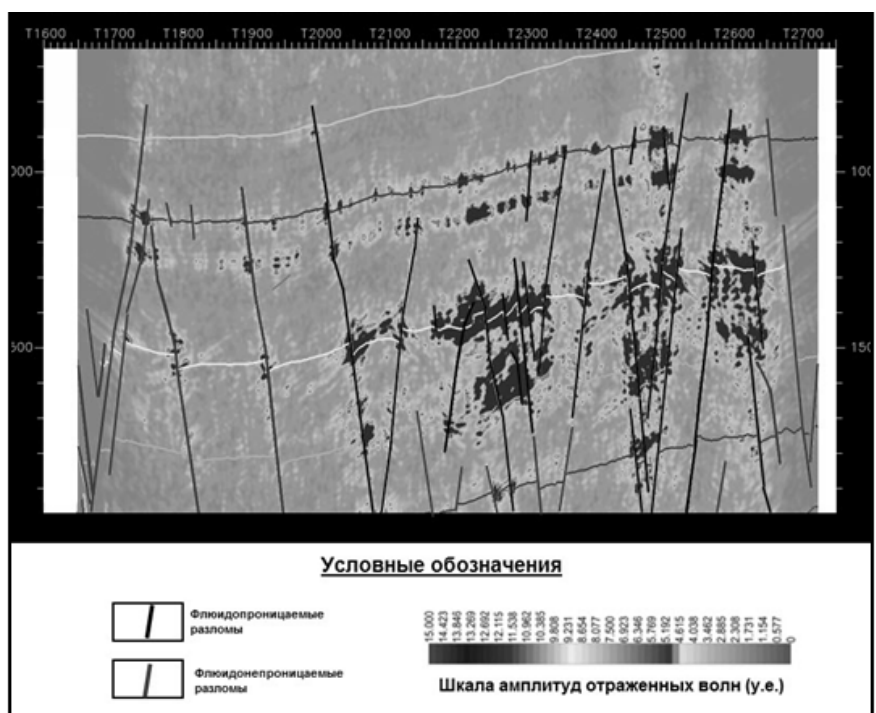 T1600 T1700 T1800 T1900 T2000 T2100 T2200 T2300 T2400 T2500 T2600 T2700
000 100
500 150
Условные обозначения
Флюидопроницаемые
разломы
Флюидонепроницаемые
разломы
15.000 14.423 13.846 13.269 12.692 12.115 11.538 10.962 10.385 9.808 9.231 8.654 8.077 7.500 6.923 6.346 5.769 5.192 4.615 4.038 3.462 2.885 2.308 1.731 1.154 0.577 0
Шкала амплитуд отраженных волн (у.е.)